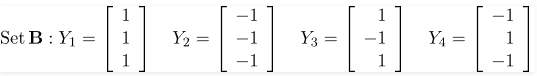 Set B : Y₁ = [ 1 1 1 ] Y₂ = [ −1 −1 −1 ] Y₃ = [ 1 −1 1 ] Y₄ = [ −1 1 −1 ]